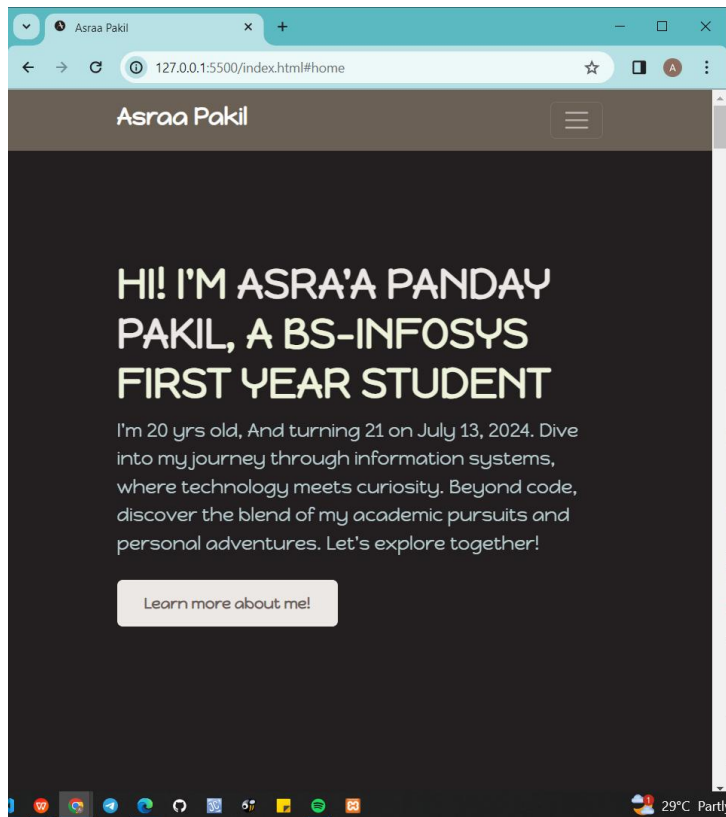 Asraa Pakil
127.0.0.1:5500/index.html#home
A
Asraa Pakil
HI! I'M ASRA'A PANDAY
PAKIL, A BS-INFOSYS
FIRST YEAR STUDENT
I'm 20 yrs old, And turning 21 on July 13, 2024. Dive
into my journey through information systems,
where technology meets curiosity. Beyond code,
discover the blend of my academic pursuits and
personal adventures. Let's explore together!
Learn more about me!
29°C Partly